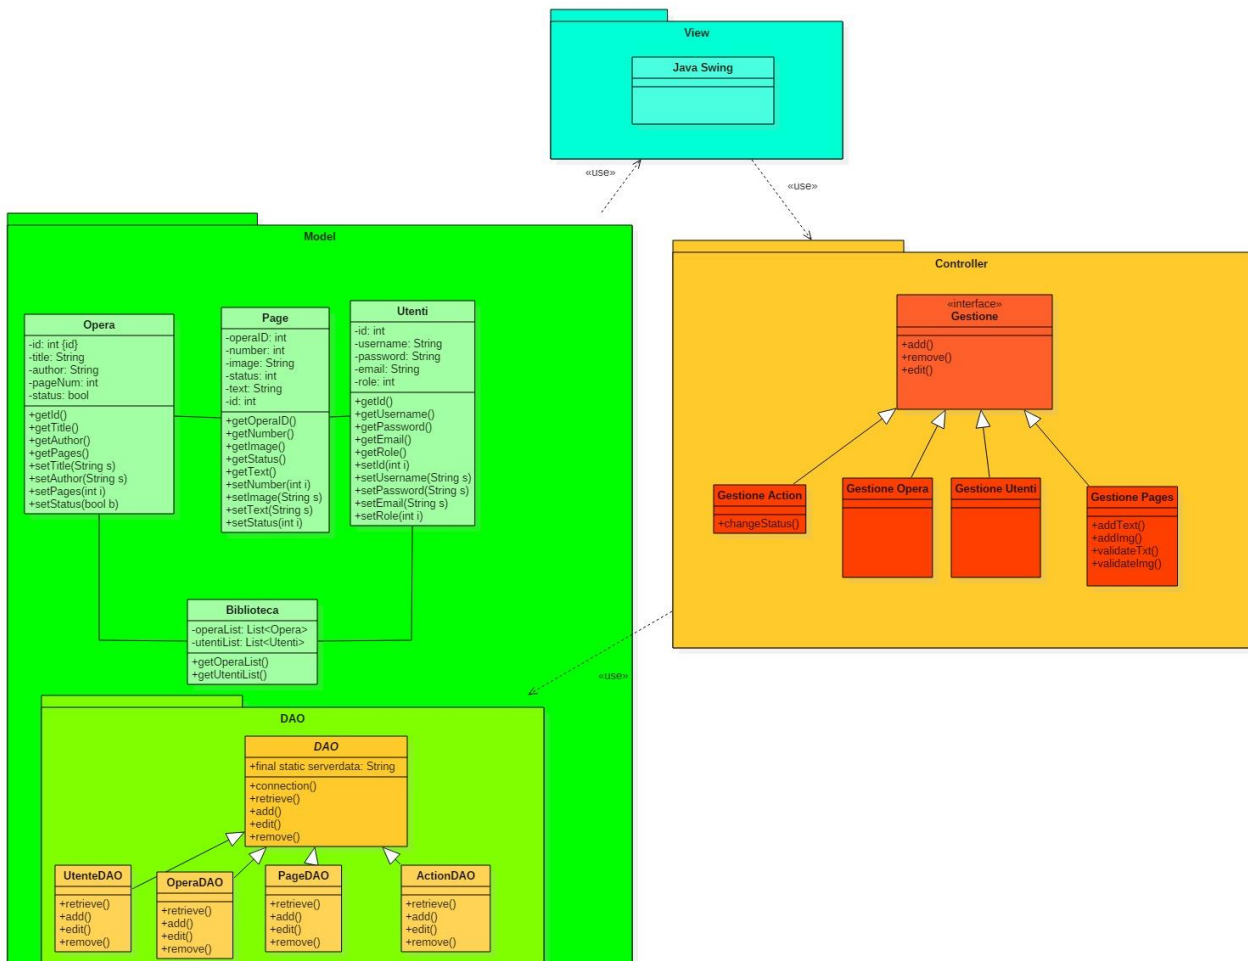 View
Java Swing
«use»
«use»
Model
Opera
-id: int {id}
-title: String
-author: String
-pageNum: int
-status: bool
+getId()
+getTitle()
+getAuthor()
+getPages()
+setTitle(String s)
+setAuthor(String s)
+setPages(int i)
+setStatus(bool b)
Page
-operaID: int
-number: int
-image: String
-status: int
-text: String
-id: int
+getOperaID()
+getNumber()
+getImage()
+getStatus()
+getText()
+setNumber(int i)
+setImage(String s)
+setText(String s)
+setStatus(int i)
Utenti
-id: int
-username: String
-password: String
-email: String
-role: int
+getId()
+getUsername()
+getPassword()
+getEmail()
+getRole()
+setId(int i)
+setUsername(String s)
+setPassword(String s)
+setEmail(String s)
+setRole(int i)
Biblioteca
-operaList: List<Opera>
-utentiList: List<Utenti>
+getOperaList()
+getUtentiList()
DAO
DAO
+final static serverdata: String
+connection()
+retrieve()
+add()
+edit()
+remove()
UtenteDAO
+retrieve()
+add()
+edit()
+remove()
OperaDAO
+retrieve()
+add()
+edit()
+remove()
PageDAO
+retrieve()
+add()
+edit()
+remove()
ActionDAO
+retrieve()
+add()
+edit()
+remove()
«use»
Controller
«interface»
Gestione
+add()
+remove()
+edit()
Gestione Action
+changeStatus()
Gestione Opera
Gestione Utenti
Gestione Pages
+addText()
+addImg()
+validateTxt()
+validateImg()